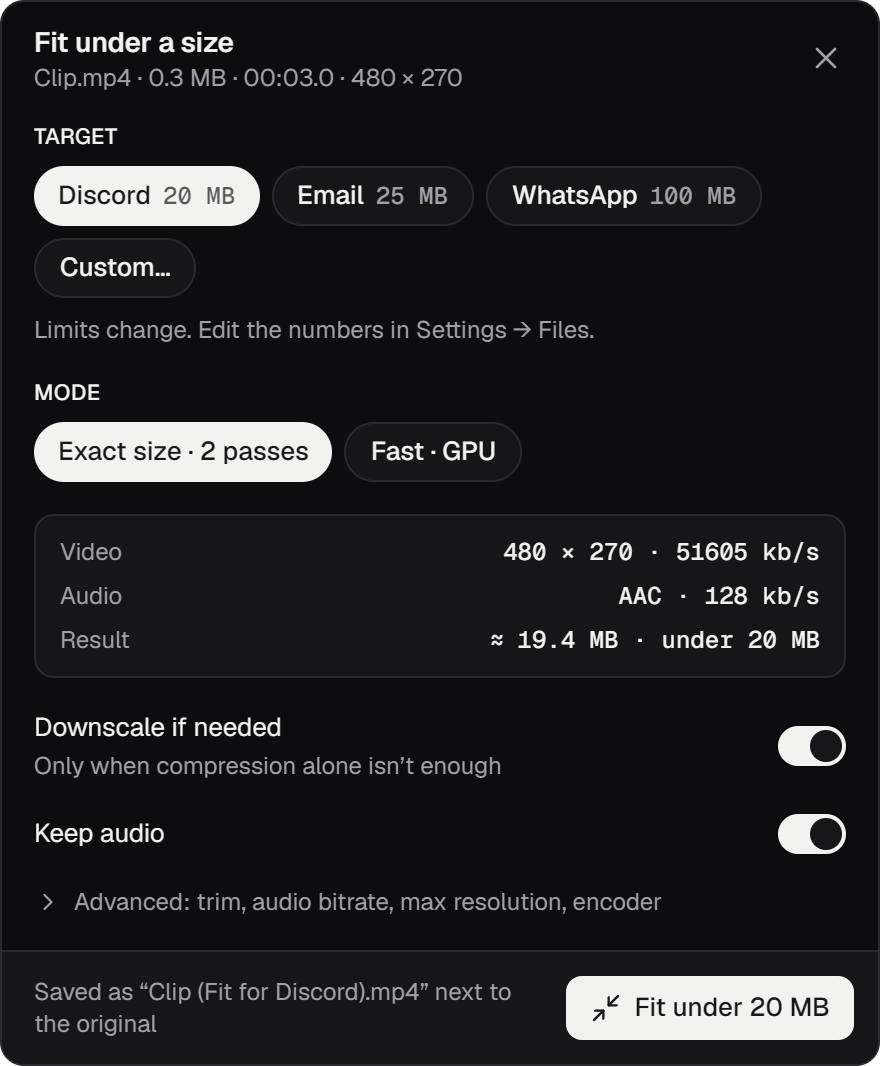 Fit under a size
Clip.mp4 · 0.3 MB · 00:03.0 · 480 × 270
TARGET
Discord 20 MB
Email 25 MB
WhatsApp 100 MB
Custom...
Limits change. Edit the numbers in Settings → Files.
MODE
Exact size · 2 passes
Fast · GPU
Video 480 × 270 · 51605 kb/s
Audio AAC · 128 kb/s
Result ≈ 19.4 MB · under 20 MB
Downscale if needed
Only when compression alone isn’t enough
Keep audio
Advanced: trim, audio bitrate, max resolution, encoder
Saved as “Clip (Fit for Discord).mp4” next to
the original
Fit under 20 MB